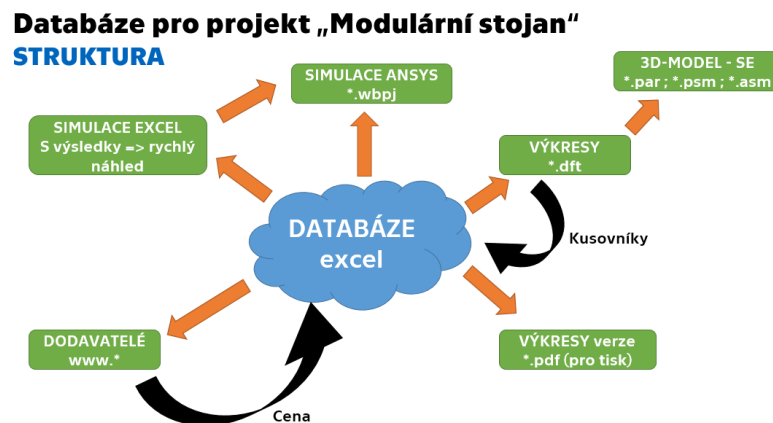 Databáze pro projekt „Modulární stojan“
STRUKTURA
SIMULACE ANSYS
*.wbpj
3D-MODEL - SE
*.par ; *.psm ; *.asm
SIMULACE EXCEL
S výsledky => rychlý
náhled
VÝKRESY
*.dft
DATABÁZE
excel
Kusovníky
DODAVATELÉ
www.*
VÝKRESY verze
*.pdf (pro tisk)
Cena